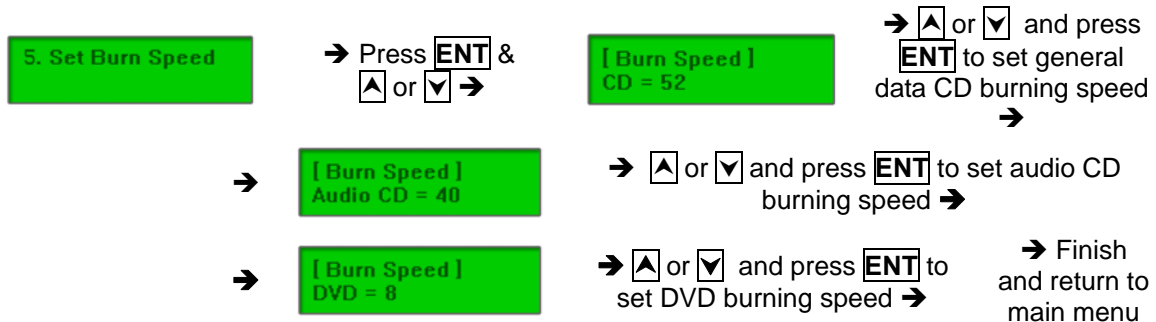 5. Set Burn Speed
➔ Press ENT &
⮝ or ⮟ ➔
[ Burn Speed ]
CD = 52
➔ ⮝ or ⮟ and press
ENT to set general
data CD burning speed
➔
➔
[ Burn Speed ]
Audio CD = 40
➔ ⮝ or ⮟ and press ENT to set audio CD
burning speed ➔
➔
[ Burn Speed ]
DVD = 8
➔ ⮝ or ⮟ and press ENT to
set DVD burning speed ➔
➔ Finish
and return to
main menu